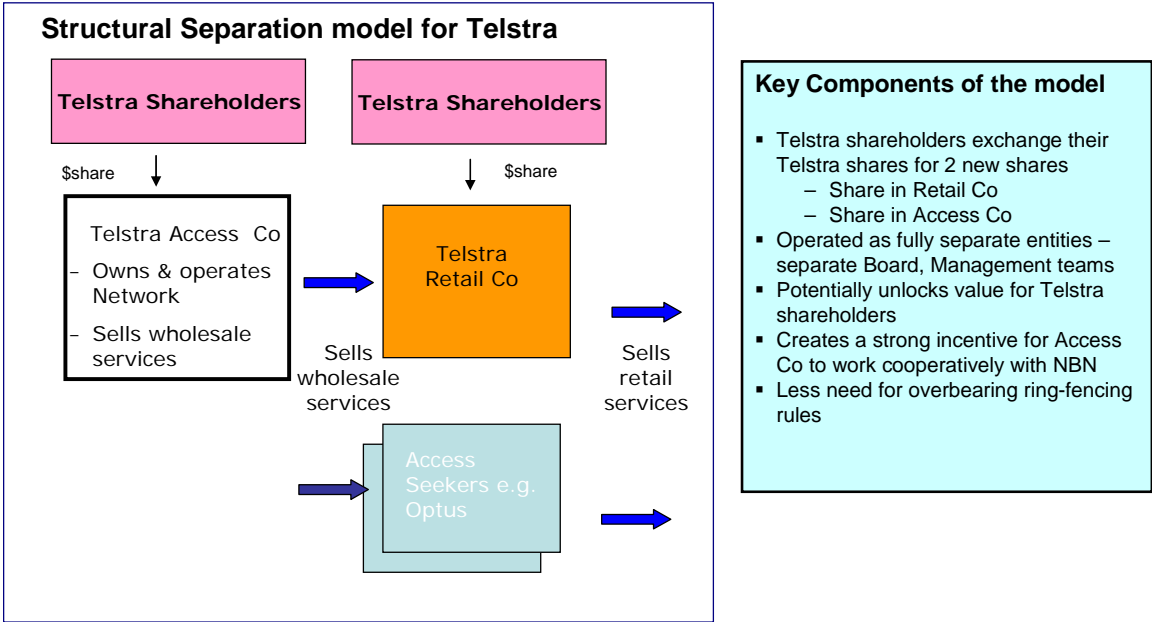 Structural Separation model for Telstra
Telstra Shareholders
Telstra Shareholders
$share
$share
Telstra Access Co
– Owns & operates
Network
– Sells wholesale
services
Telstra
Retail Co
Sells
wholesale
services
Sells
retail
services
Access
Seekers e.g.
Optus
Key Components of the model
▪ Telstra shareholders exchange their
Telstra shares for 2 new shares
– Share in Retail Co
– Share in Access Co
▪ Operated as fully separate entities –
separate Board, Management teams
▪ Potentially unlocks value for Telstra
shareholders
▪ Creates a strong incentive for Access
Co to work cooperatively with NBN
▪ Less need for overbearing ring-fencing
rules